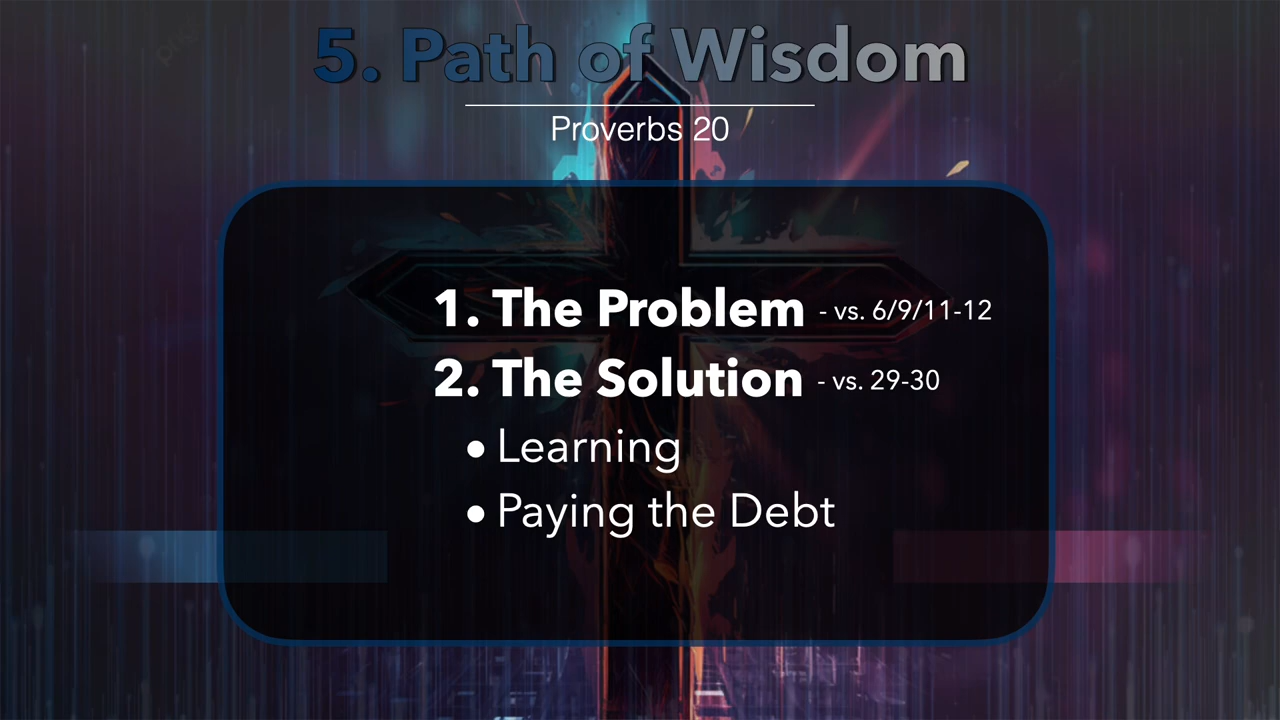 5. Path of Wisdom
Proverbs 20
1. The Problem - vs. 6/9/11-12
2. The Solution - vs. 29-30
• Learning
• Paying the Debt